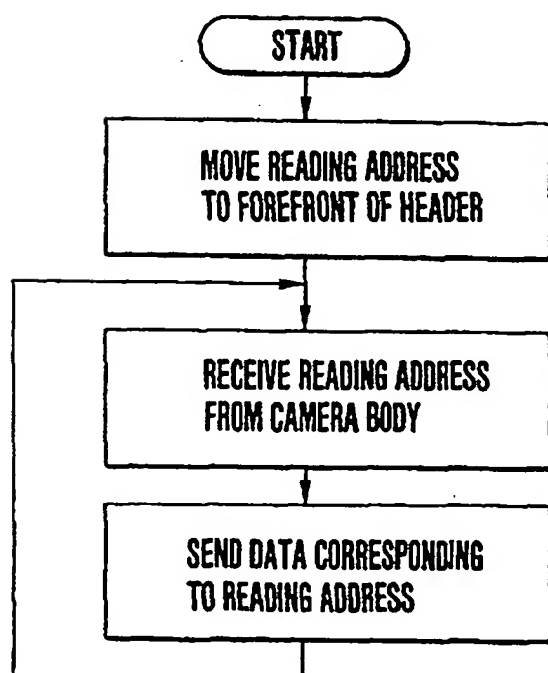 START
MOVE READING ADDRESS
TO FOREFRONT OF HEADER
RECEIVE READING ADDRESS
FROM CAMERA BODY
SEND DATA CORRESPONDING
TO READING ADDRESS